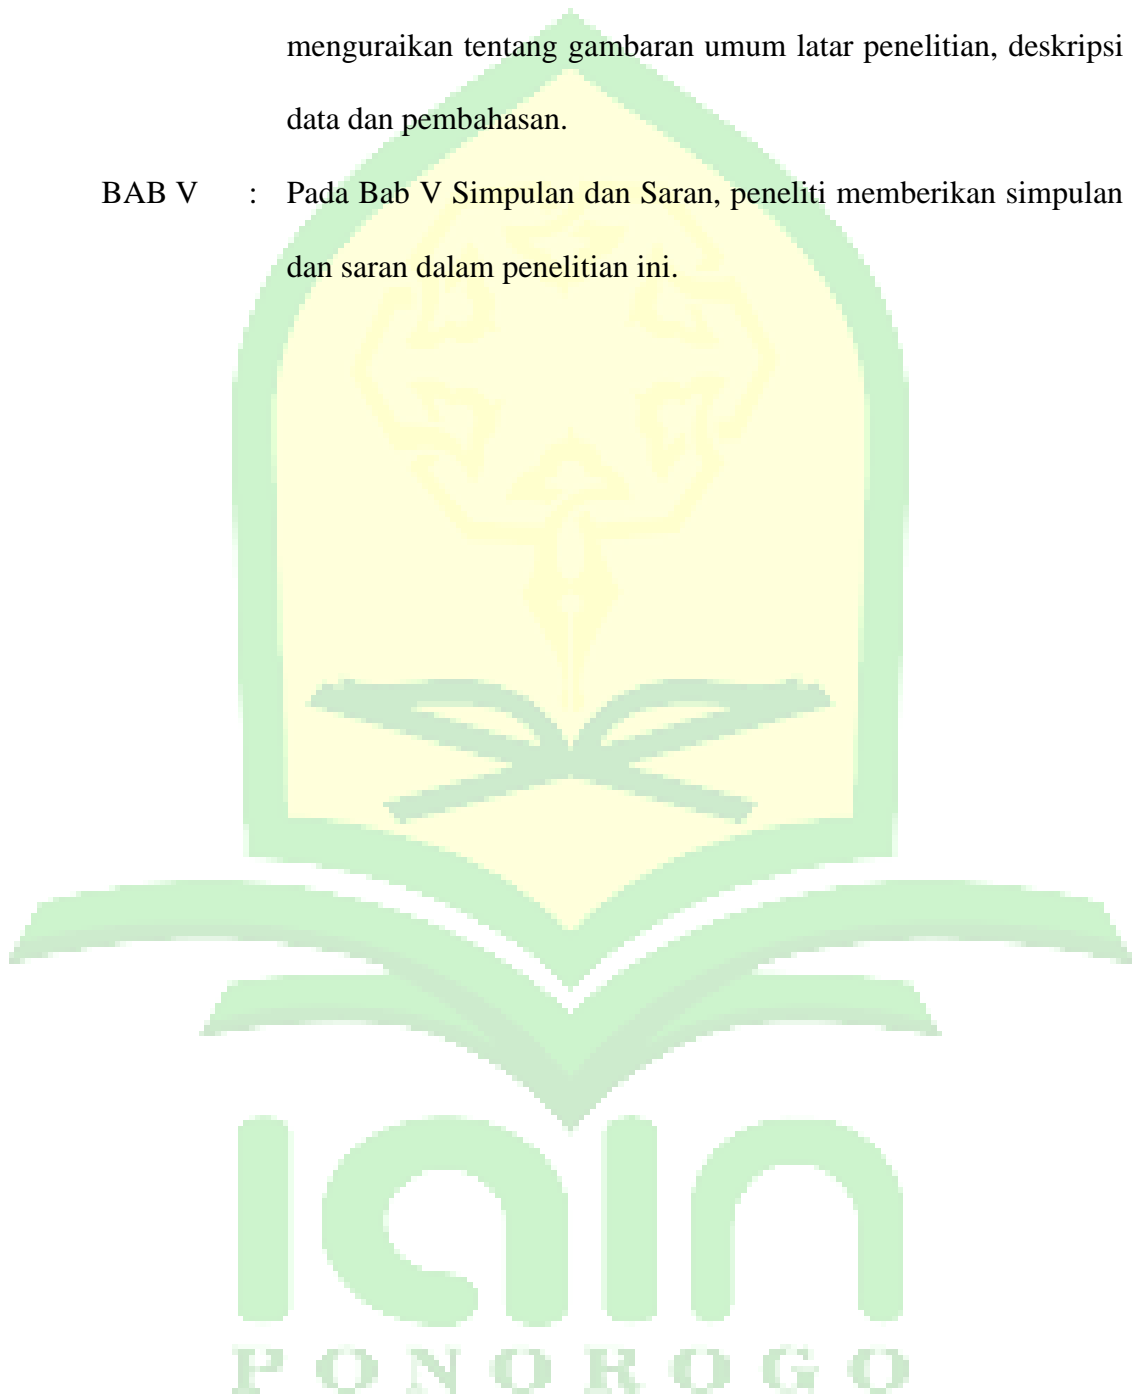 menguraikan tentang gambaran umum latar penelitian, deskripsi
data dan pembahasan.
BAB V : Pada Bab V Simpulan dan Saran, peneliti memberikan simpulan
dan saran dalam penelitian ini.
iain
PONOROGO